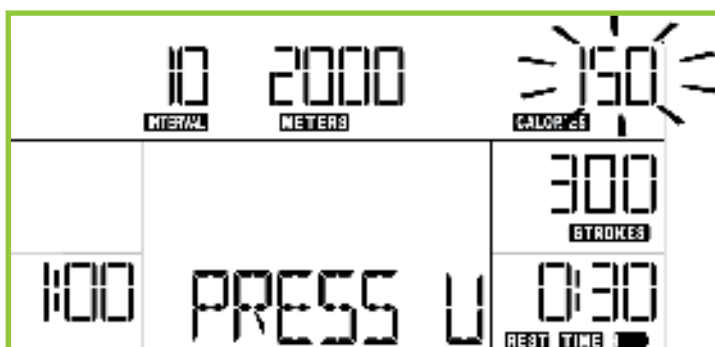 10 2000 150
INTERVAL METERS CALORIES
300
STROKES
1:00 PRESS U 0:30
REST TIME